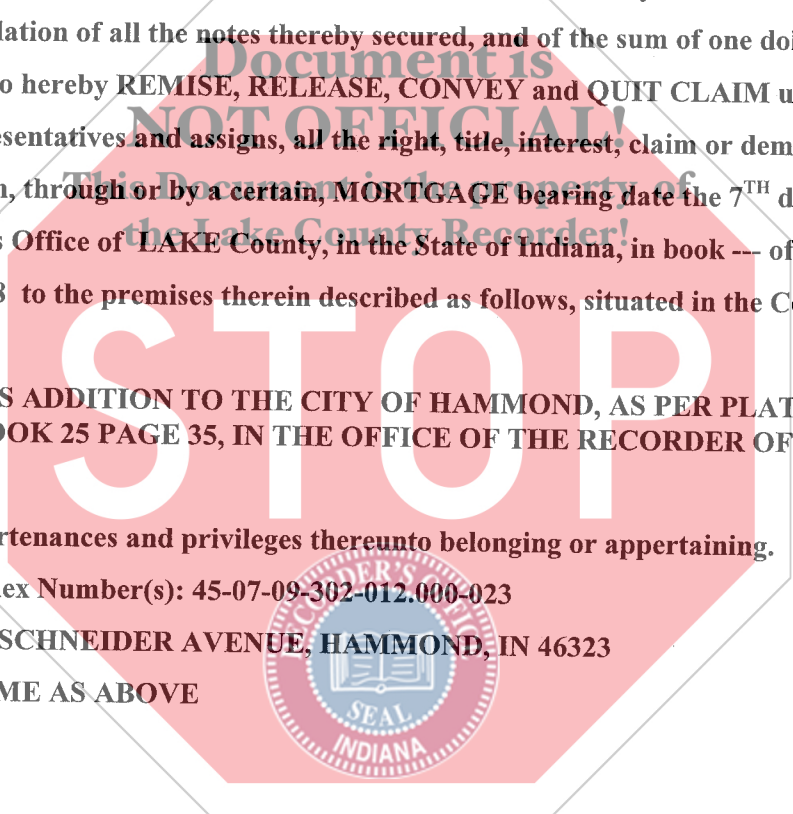 lation of all the notes thereby secured, and of the sum of one dol
Document is
o hereby REMISE, RELEASE, CONVEY and QUIT CLAIM u
NOT OFFICIAL!
esentatives and assigns, all the right, title, interest, claim or dem
This Document is the property of
n, through or by a certain, MORTGAGE bearing date the 7TH d
the Lake County Recorder!
s Office of LAKE County, in the State of Indiana, in book --- of
8 to the premises therein described as follows, situated in the C
STOP
S ADDITION TO THE CITY OF HAMMOND, AS PER PLAT
OOK 25 PAGE 35, IN THE OFFICE OF THE RECORDER OF
rtenances and privileges thereunto belonging or appertaining.
ex Number(s): 45-07-09-302-012.000-023
SCHNEIDER AVENUE, HAMMOND, IN 46323
ME AS ABOVE
RECORDER'S OFFIC
SEAL
INDIANA